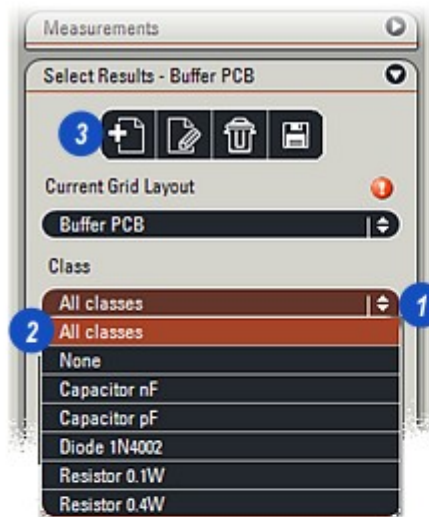 Measurements
Select Results - Buffer PCB
3
Current Grid Layout
Buffer PCB
Class
All classes
1
2
All classes
None
Capacitor nF
Capacitor pF
Diode 1N4002
Resistor 0.1W
Resistor 0.4W